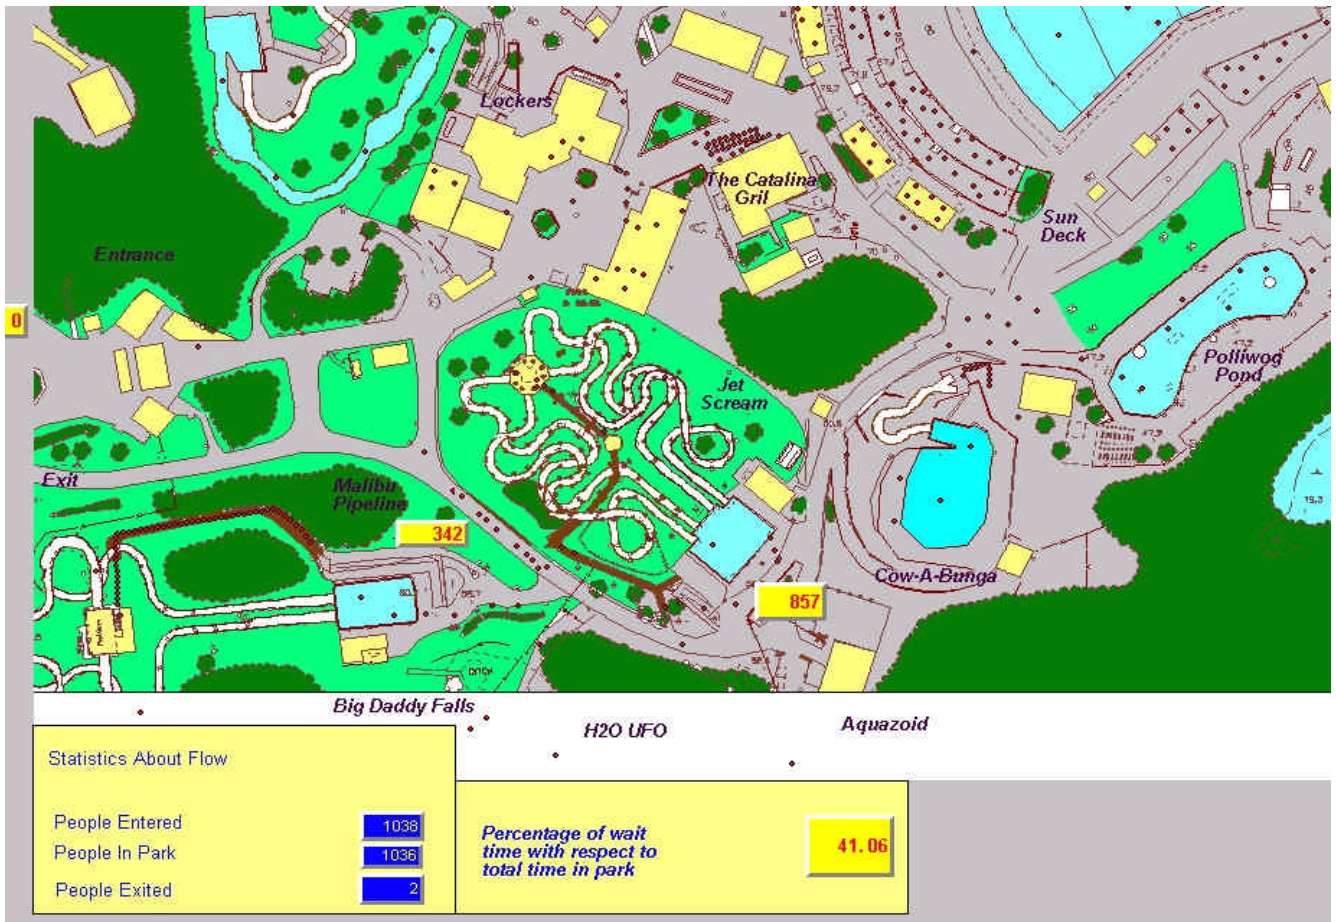 Lockers
The Catalina
Gril
Sun
Deck
Entrance
0
Polliwog
Pond
Jet
Scream
Exit
Malibu
Pipeline
342
Cow-A-Bunga
857
DITCH
Big Daddy Falls
H2O UFO
Aquazoid
Statistics About Flow
People Entered
1038
People In Park
1036
People Exited
2
Percentage of wait
time with respect to
total time in park
41.06